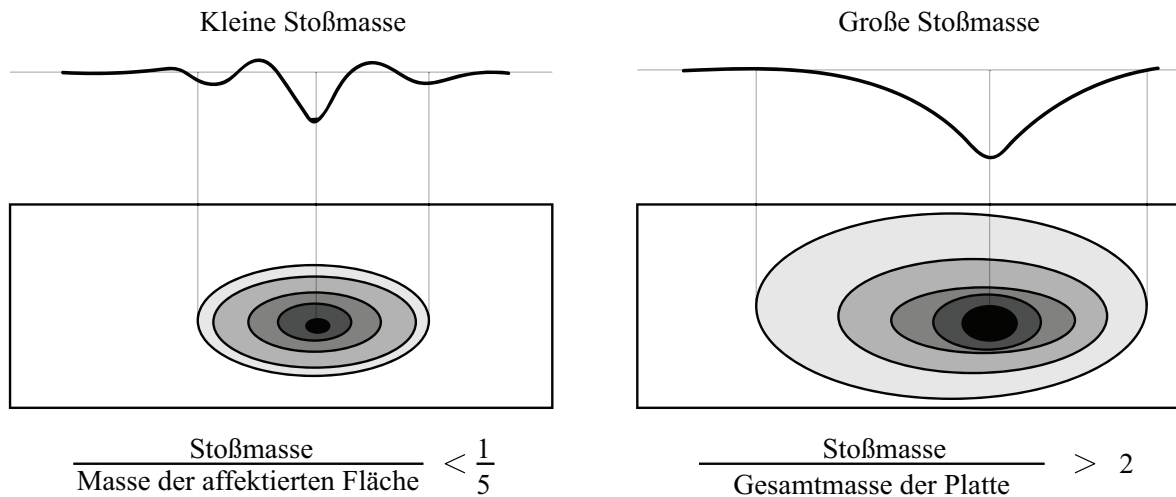 Kleine Stoßmasse
Große Stoßmasse
Stoßmasse
Masse der affektierten Fläche
< 1
5
Stoßmasse
Gesamtmasse der Platte
> 2